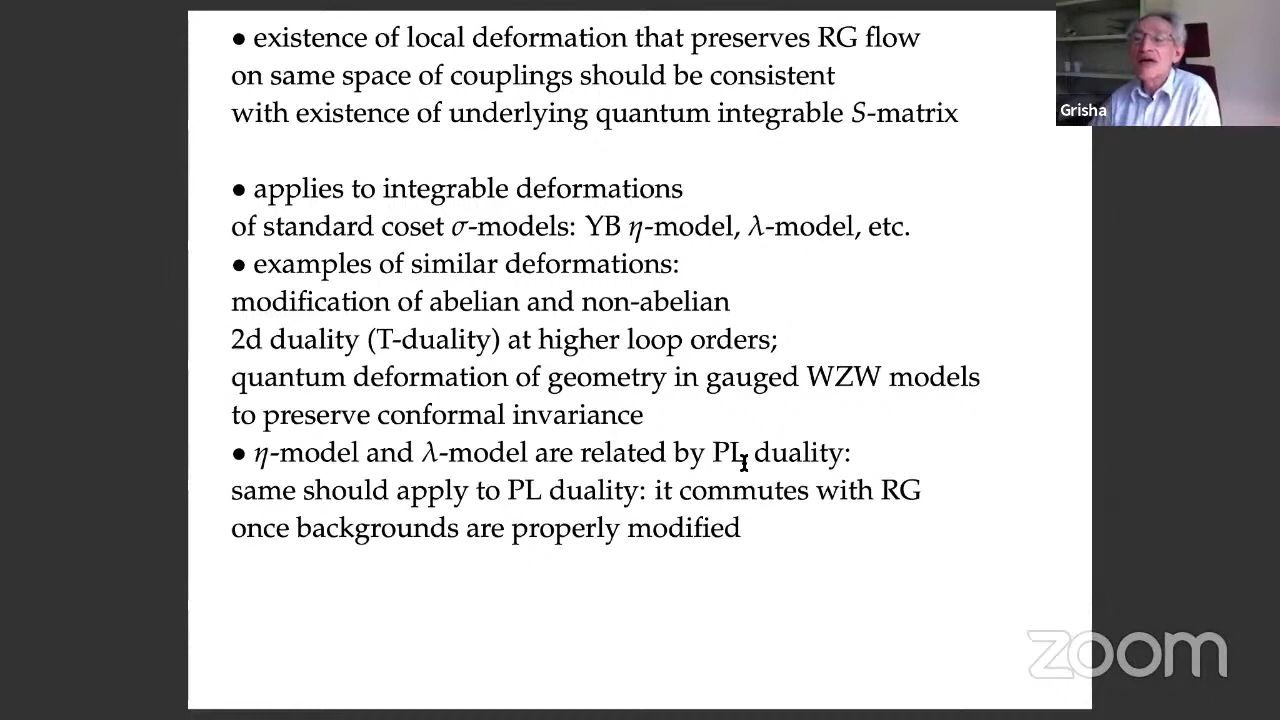 • existence of local deformation that preserves RG flow
on same space of couplings should be consistent
with existence of underlying quantum integrable S-matrix
• applies to integrable deformations
of standard coset σ-models: YB η-model, λ-model, etc.
• examples of similar deformations:
modification of abelian and non-abelian
2d duality (T-duality) at higher loop orders;
quantum deformation of geometry in gauged WZW models
to preserve conformal invariance
• η-model and λ-model are related by PL duality:
same should apply to PL duality: it commutes with RG
once backgrounds are properly modified
Grisha
zoom